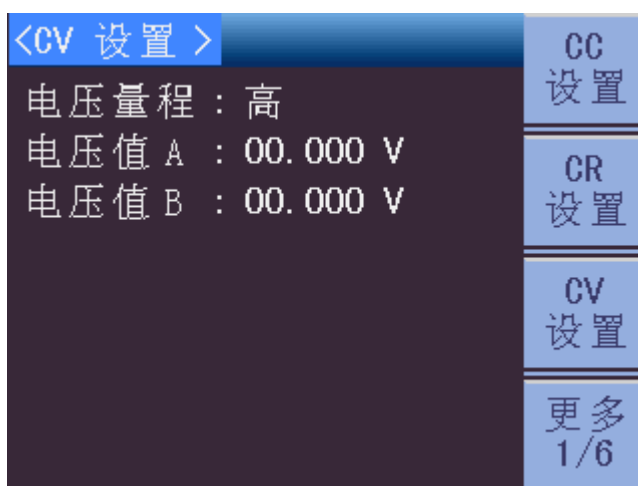 <CV 设置 >
电压量程 : 高
电压值 A : 00.000 V
电压值 B : 00.000 V
CC
设置
CR
设置
CV
设置
更多
1/6